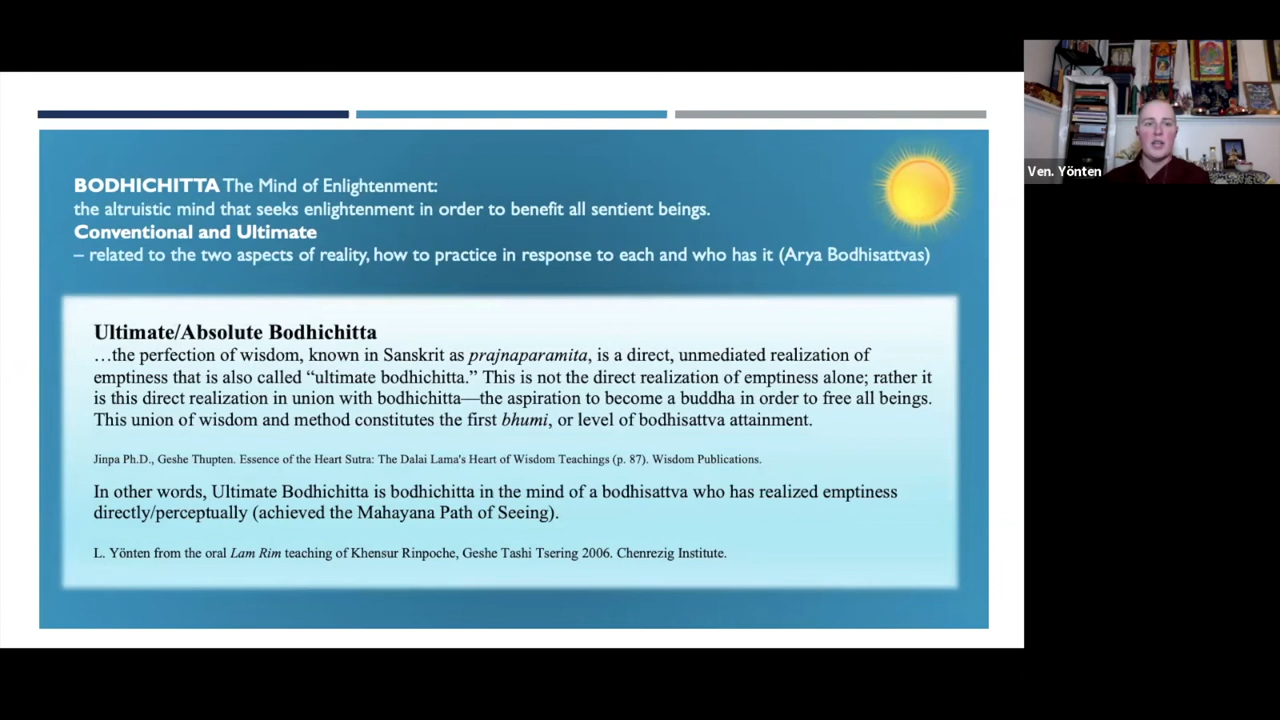 BODHICHITTA The Mind of Enlightenment:
the altruistic mind that seeks enlightenment in order to benefit all sentient beings.
Conventional and Ultimate
– related to the two aspects of reality, how to practice in response to each and who has it (Arya Bodhisattvas)
Ultimate/Absolute Bodhichitta
…the perfection of wisdom, known in Sanskrit as prajnaparamita, is a direct, unmediated realization of
emptiness that is also called “ultimate bodhichitta.” This is not the direct realization of emptiness alone; rather it
is this direct realization in union with bodhichitta—the aspiration to become a buddha in order to free all beings.
This union of wisdom and method constitutes the first bhumi, or level of bodhisattva attainment.
Jinpa Ph.D., Geshe Thupten. Essence of the Heart Sutra: The Dalai Lama's Heart of Wisdom Teachings (p. 87). Wisdom Publications.
In other words, Ultimate Bodhichitta is bodhichitta in the mind of a bodhisattva who has realized emptiness
directly/perceptually (achieved the Mahayana Path of Seeing).
L. Yönten from the oral Lam Rim teaching of Khensur Rinpoche, Geshe Tashi Tsering 2006. Chenrezig Institute.
Ven. Yönten